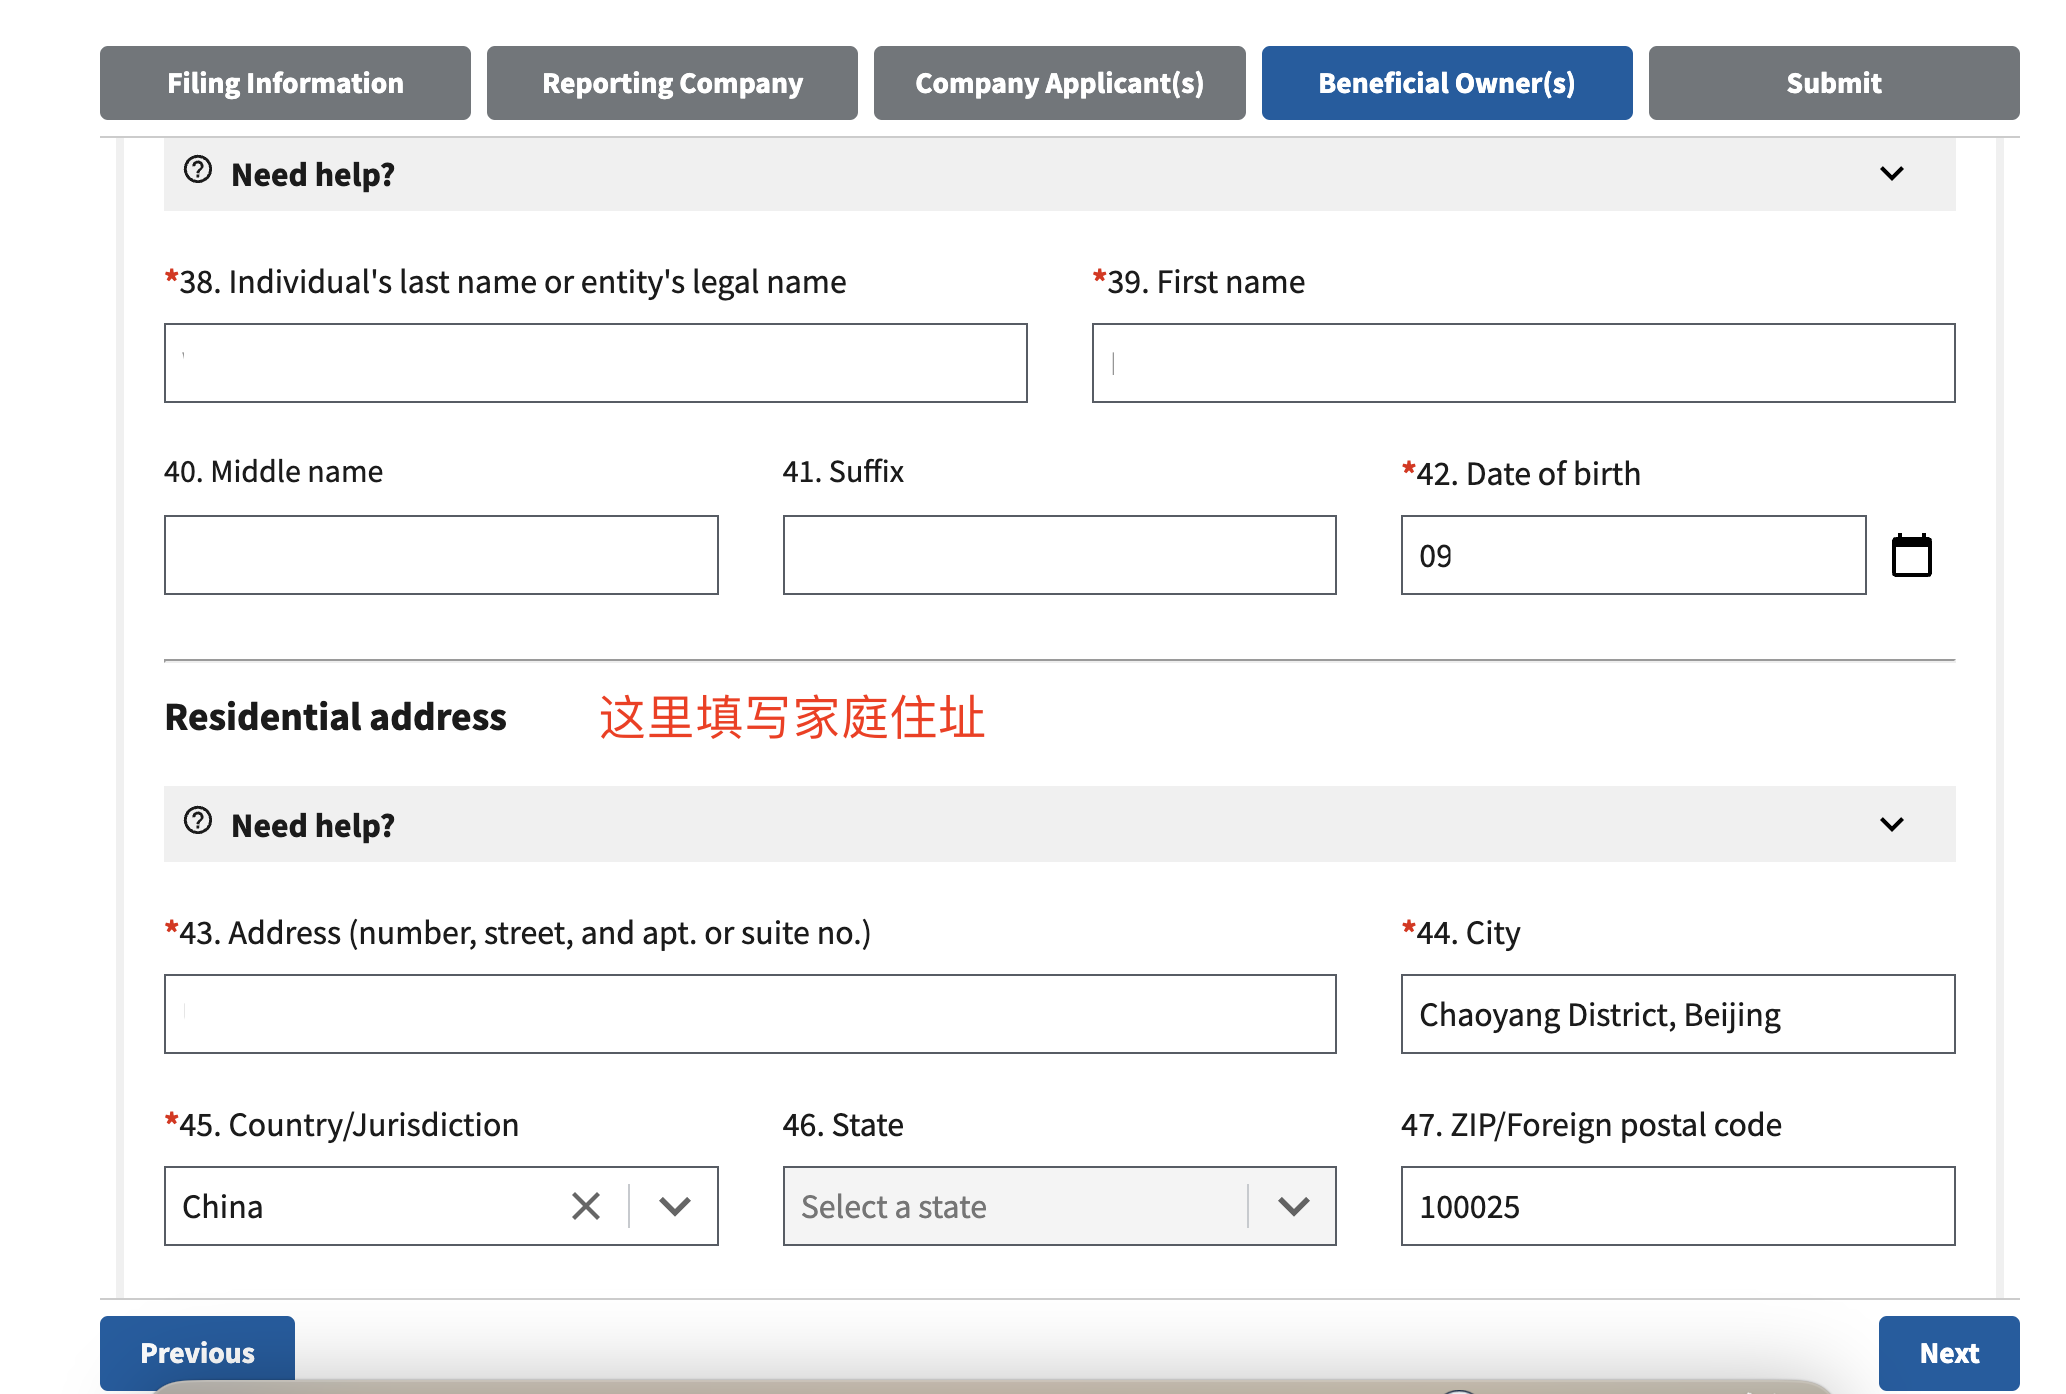 Filing Information
Reporting Company
Company Applicant(s)
Beneficial Owner(s)
Submit
Need help?
*38. Individual's last name or entity's legal name
*39. First name
40. Middle name
41. Suffix
*42. Date of birth
09
Residential address
这里填写家庭住址
Need help?
*43. Address (number, street, and apt. or suite no.)
*44. City
Chaoyang District, Beijing
*45. Country/Jurisdiction
46. State
47. ZIP/Foreign postal code
China
Select a state
100025
Previous
Next